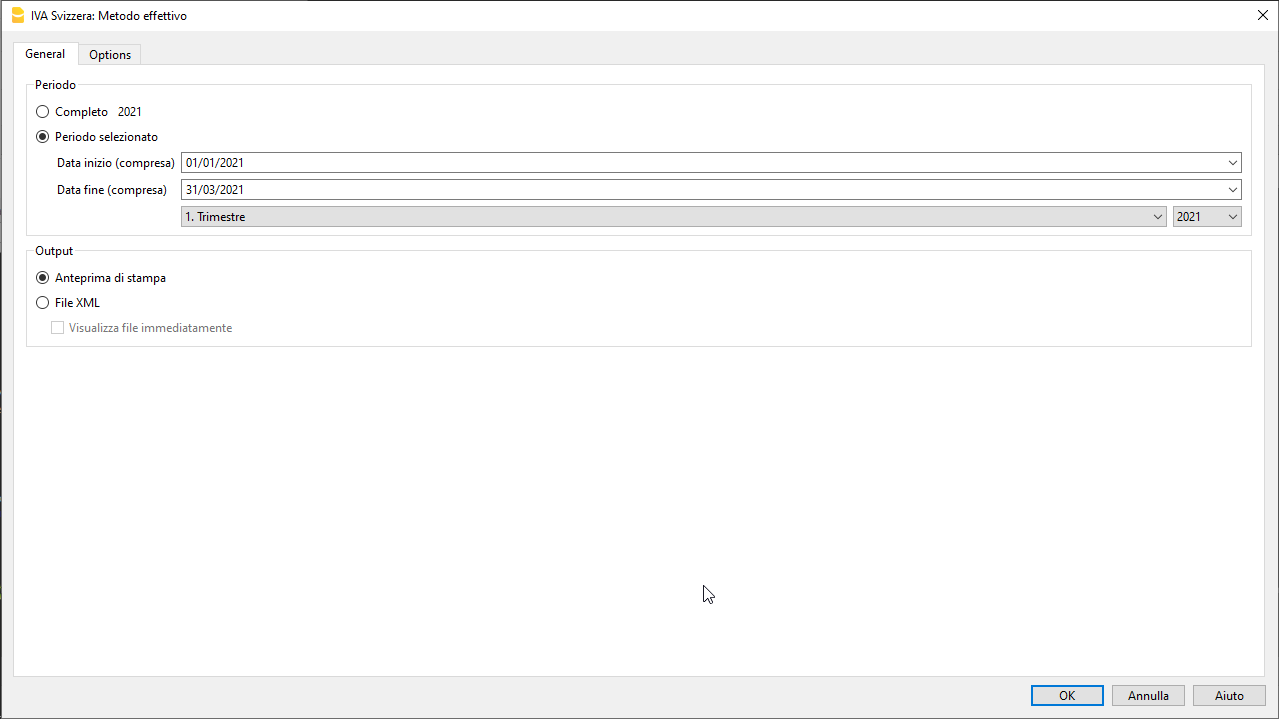 IVA Svizzera: Metodo effettivo
General Options
Periodo
Completo 2021
Periodo selezionato
Data inizio (compresa) 01/01/2021
Data fine (compresa) 31/03/2021
1. Trimestre 2021
Output
Anteprima di stampa
File XML
Visualizza file immediatamente
OK Annulla Aiuto